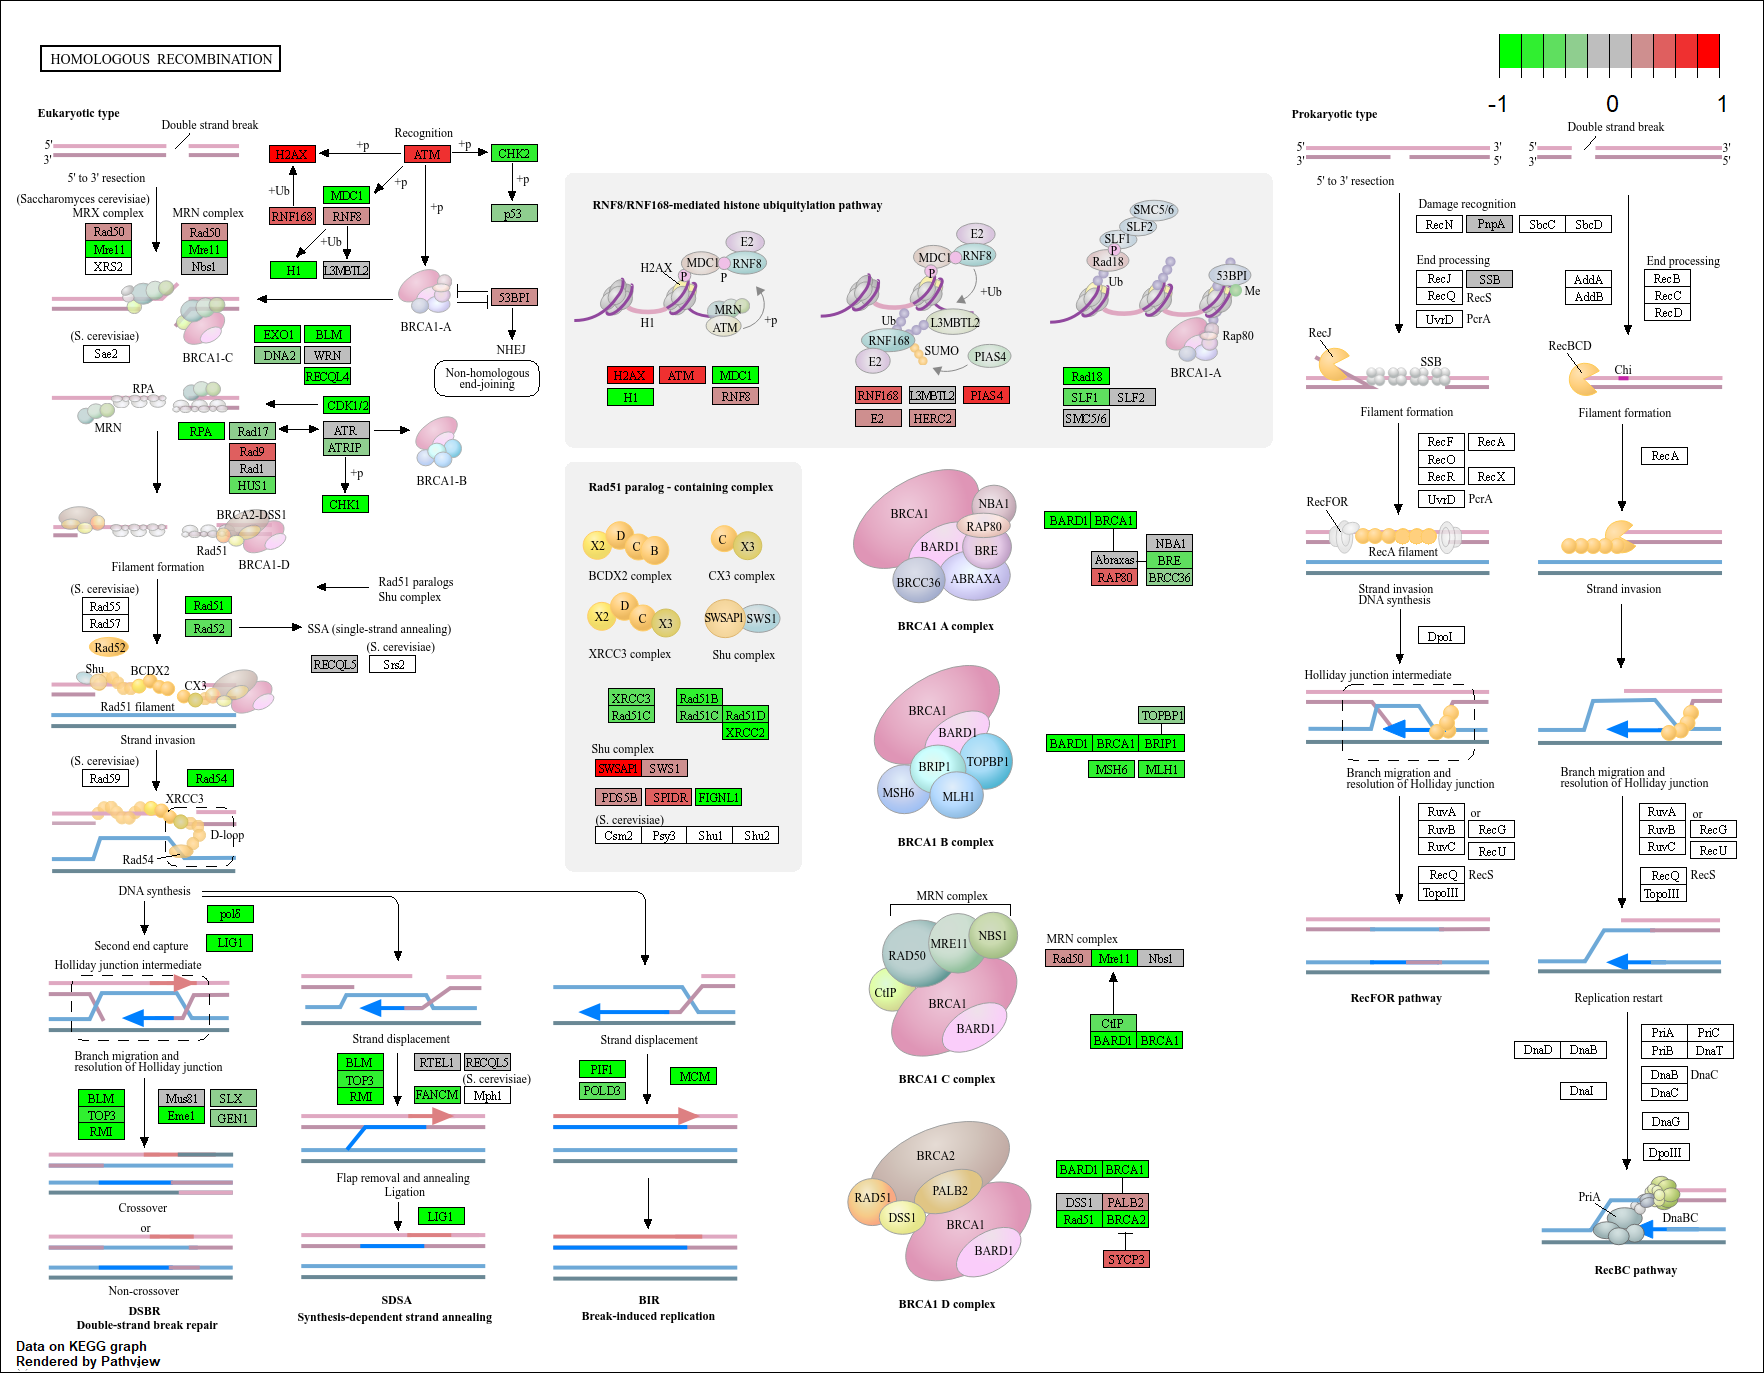 HOMOLOGOUS RECOMBINATION
-1 0 1
Eukaryotic type
Double strand break
5'
3'
5' to 3' resection
(Saccharomyces cerevisiae)
MRX complex
MRN complex
Rad50
Mre11
XRS2
Rad50
Mre11
Nbs1
Recognition
H2AX
+p
ATM
+p
CHK2
+p
+p
+p
p53
MDC1
+Ub
RNF168
RNF8
+Ub
H1
L3MBTL2
53BPI
BRCA1-A
BRCA1-C
NHEJ
Non-homologous
end-joining
(S. cerevisiae)
Sae2
EXO1
BLM
DNA2
WRN
RECQL4
RPA
MRN
CDK1/2
RPA
Rad17
ATR
ATRIP
Rad9
Rad1
HUS1
+p
CHK1
BRCA1-B
BRCA2-DSS1
Rad51
BRCA1-D
Filament formation
(S. cerevisiae)
Rad55
Rad57
Rad51
Rad52
Rad51 paralogs
Shu complex
SSA (single-strand annealing)
(S. cerevisiae)
RECQL5
Srs2
Rad52
Shu
BCDX2
CX3
Rad51 filament
Strand invasion
(S. cerevisiae)
Rad59
Rad54
XRCC3
D-loop
Rad54
DNA synthesis
polδ
Second end capture
LIG1
Holliday junction intermediate
Branch migration and
resolution of Holliday junction
BLM
TOP3
RMI
Mus81
Eme1
SLX
GEN1
Crossover
or
Non-crossover
DSBR
Double-strand break repair
Strand displacement
BLM
TOP3
RMI
RTEL1
RECQL5
(S. cerevisiae)
FANCM
Mph1
Flap removal and annealing
Ligation
LIG1
SDSA
Synthesis-dependent strand annealing
Strand displacement
PIF1
POLD3
MCM
BIR
Break-induced replication
RNF8/RNF168-mediated histone ubiquitylation pathway
H2AX
P
MDC1
P
E2
RNF8
H1
MRN
ATM
+p
H2AX
ATM
MDC1
H1
RNF8
E2
MDC1
RNF8
P
+Ub
Ub
L3MBTL2
RNF168
E2
SUMO
PIAS4
RNF168
L3MBTL2
PIAS4
E2
HERC2
SMC5/6
SLF2
SLF1
P
Rad18
Ub
53BPI
Me
Rap80
BRCA1-A
Rad18
SLF1
SLF2
SMC5/6
Rad51 paralog - containing complex
X2
D
C
B
BCDX2 complex
C
X3
CX3 complex
X2
D
C
X3
XRCC3 complex
SWSAP1
SWS1
Shu complex
XRCC3
Rad51C
Rad51B
Rad51C
Rad51D
XRCC2
Shu complex
SWSAP1
SWS1
PDS5B
SPIDR
FIGNL1
(S. cerevisiae)
Csm2
Psy3
Shu1
Shu2
BRCA1
NBA1
RAP80
BARD1
BRE
BRCC36
ABRAXA
BRCA1 A complex
BARD1
BRCA1
Abraxas
RAP80
NBA1
BRE
BRCC36
BRCA1
BARD1
BRIP1
TOPBP1
MSH6
MLH1
BRCA1 B complex
TOPBP1
BARD1
BRCA1
BRIP1
MSH6
MLH1
MRN complex
RAD50
MRE11
NBS1
CtIP
BRCA1
BARD1
BRCA1 C complex
MRN complex
Rad50
Mre11
Nbs1
CtIP
BARD1
BRCA1
BRCA2
RAD51
PALB2
DSS1
BRCA1
BARD1
BRCA1 D complex
BARD1
BRCA1
DSS1
PALB2
Rad51
BRCA2
SYCP3
Prokaryotic type
5'
3'
3'
5'
5' to 3' resection
Damage recognition
RecN
PnpA
SbcC
SbcD
End processing
RecJ
SSB
RecQ
RecS
UvrD
PcrA
RecJ
SSB
Filament formation
RecF
RecA
RecO
RecR
RecX
UvrD
PcrA
RecFOR
RecA filament
Strand invasion
DNA synthesis
DpoI
Holliday junction intermediate
Branch migration and
resolution of Holliday junction
RuvA
or
RuvB
RecG
RuvC
RecU
RecQ
RecS
TopoIII
RecFOR pathway
Double strand break
5'
3'
3'
5'
End processing
AddA
AddB
RecB
RecC
RecD
RecBCD
Chi
Filament formation
RecA
Strand invasion
Branch migration and
resolution of Holliday junction
RuvA
or
RuvB
RecG
RuvC
RecU
RecQ
RecS
TopoIII
Replication restart
PriA
PriC
DnaD
DnaB
PriB
DnaT
DnaB
DnaC
DnaI
DnaC
DnaG
DpoIII
PriA
DnaBC
RecBC pathway
Data on KEGG graph
Rendered by Pathview